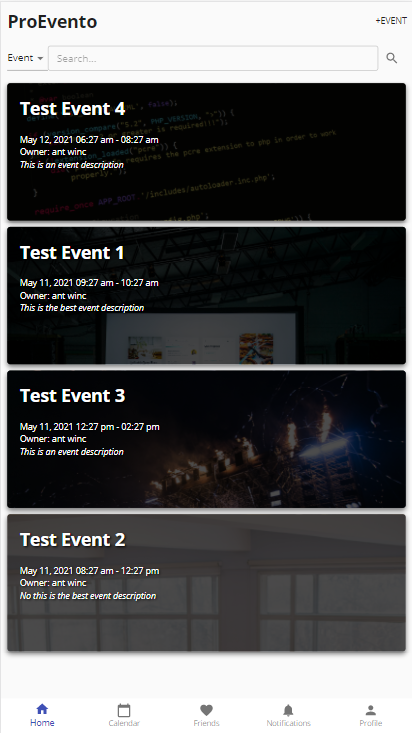 ProEvento
+EVENT
Event
Search...
Test Event 4
May 12, 2021 06:27 am - 08:27 am
Owner: ant winc
This is an event description
Test Event 1
May 11, 2021 09:27 am - 10:27 am
Owner: ant winc
This is the best event description
Test Event 3
May 11, 2021 12:27 pm - 02:27 pm
Owner: ant winc
This is an event description
Test Event 2
May 11, 2021 08:27 am - 12:27 pm
Owner: ant winc
No this is the best event description
Home
Calendar
Friends
Notifications
Profile